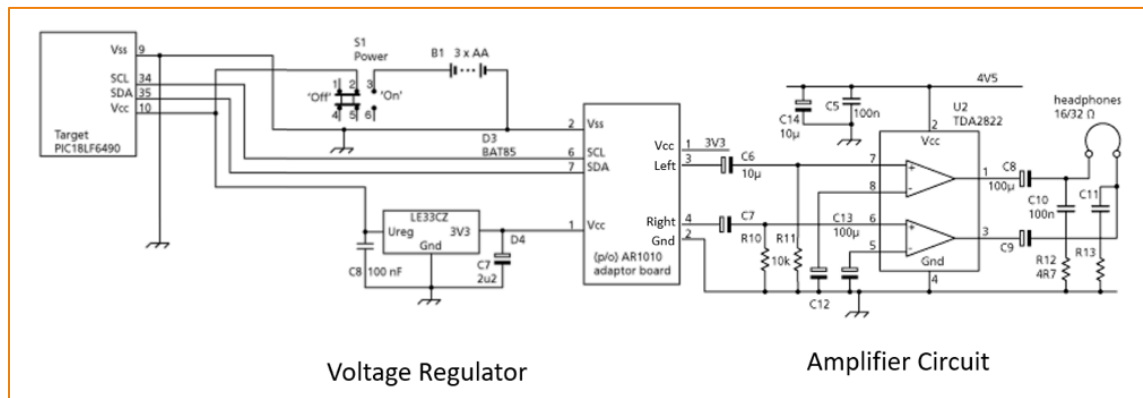 Vss 9
SCL 34
SDA 35
Vcc 10
Target
PIC18LF6490
S1
Power
1 2 3
'Off' 'On'
4 5 6
B1 3 x AA
D3
BAT85
LE33CZ
Ureg 3V3
Gnd
C8 100 nF
D4
C7
2u2
2 Vss
6 SCL
7 SDA
1 Vcc
Vcc 1 3V3
Left 3
Right 4
Gnd 2
(p/o) AR1010
adaptor board
C6
10µ
C7
R10 R11
10k
C13
100µ
C12
C14
10µ
C5
100n
4V5
U2
TDA2822
2
Vcc
7 +
8 -
6 +
5 -
1
3
Gnd
4
C8
100µ
C9
C10
100n
C11
R12
4R7
R13
headphones
16/32 Ω
Voltage Regulator
Amplifier Circuit